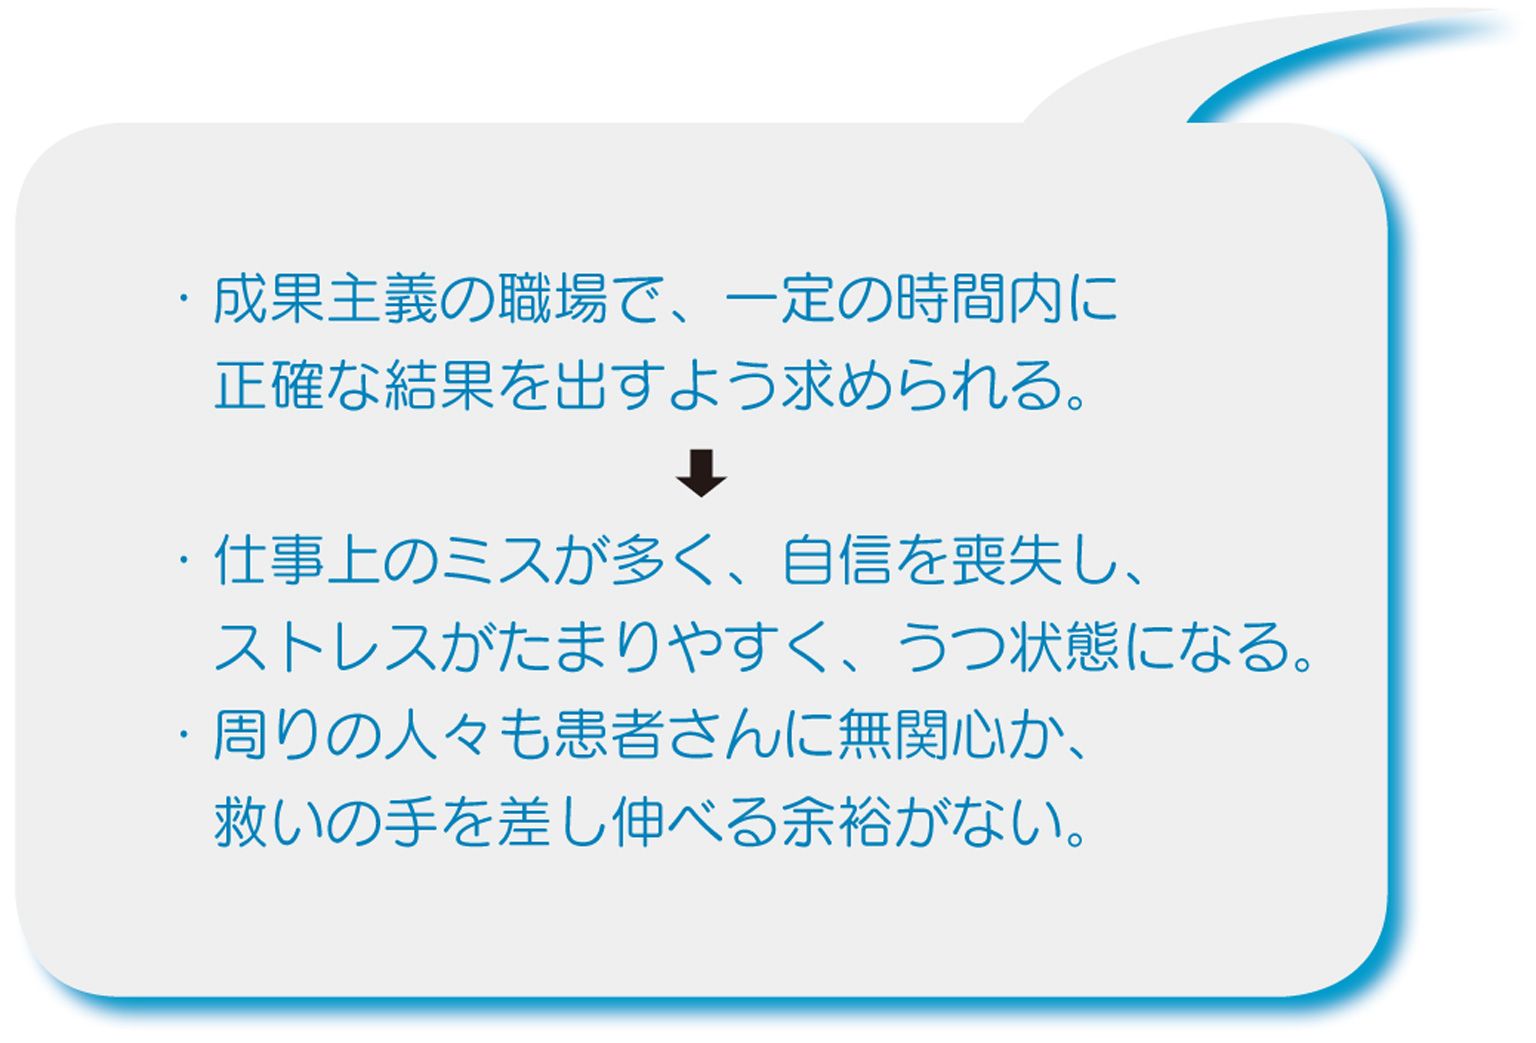 ・成果主義の職場で、一定の時間内に
正確な結果を出すよう求められる。
・仕事上のミスが多く、自信を喪失し、
ストレスがたまりやすく、うつ状態になる。
・周りの人々も患者さんに無関心か、
救いの手を差し伸べる余裕がない。